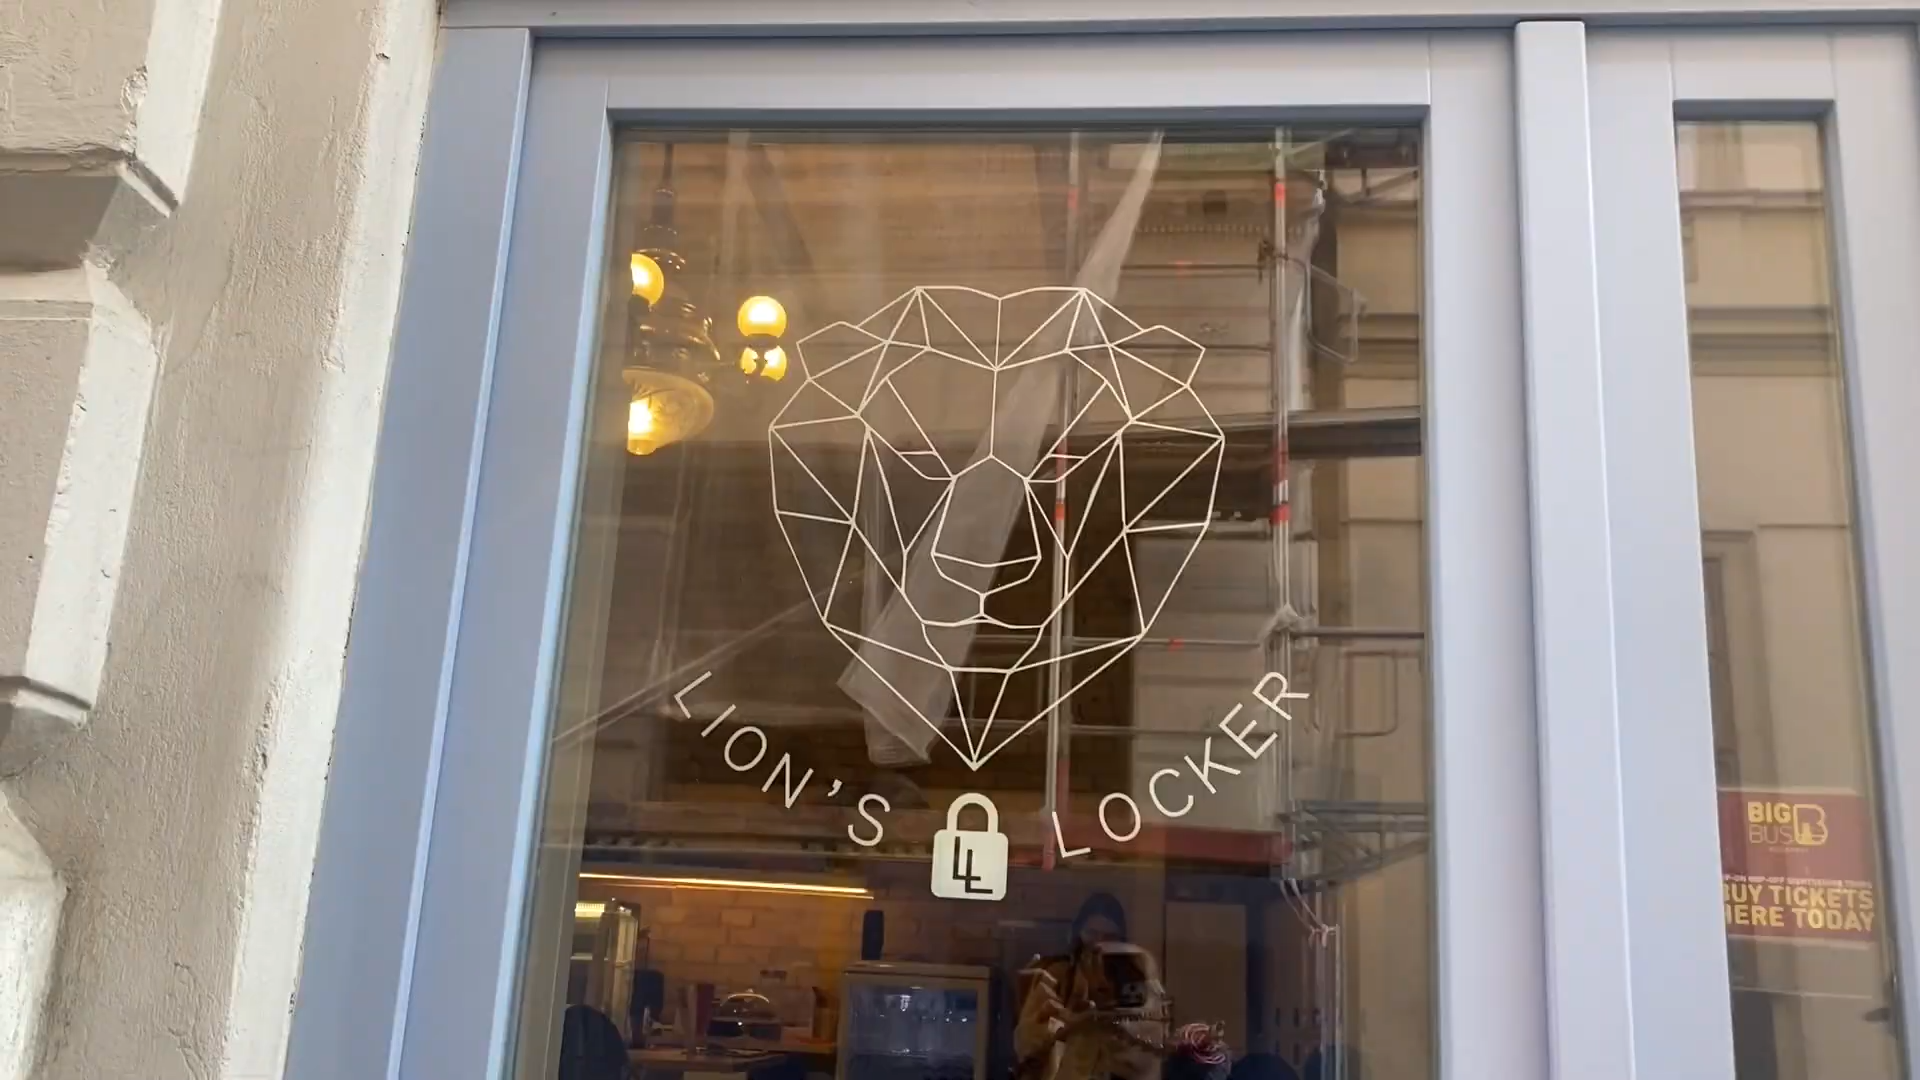 LION'S LOCKER
LL
BIG
BUS
BUY TICKETS
HERE TODAY